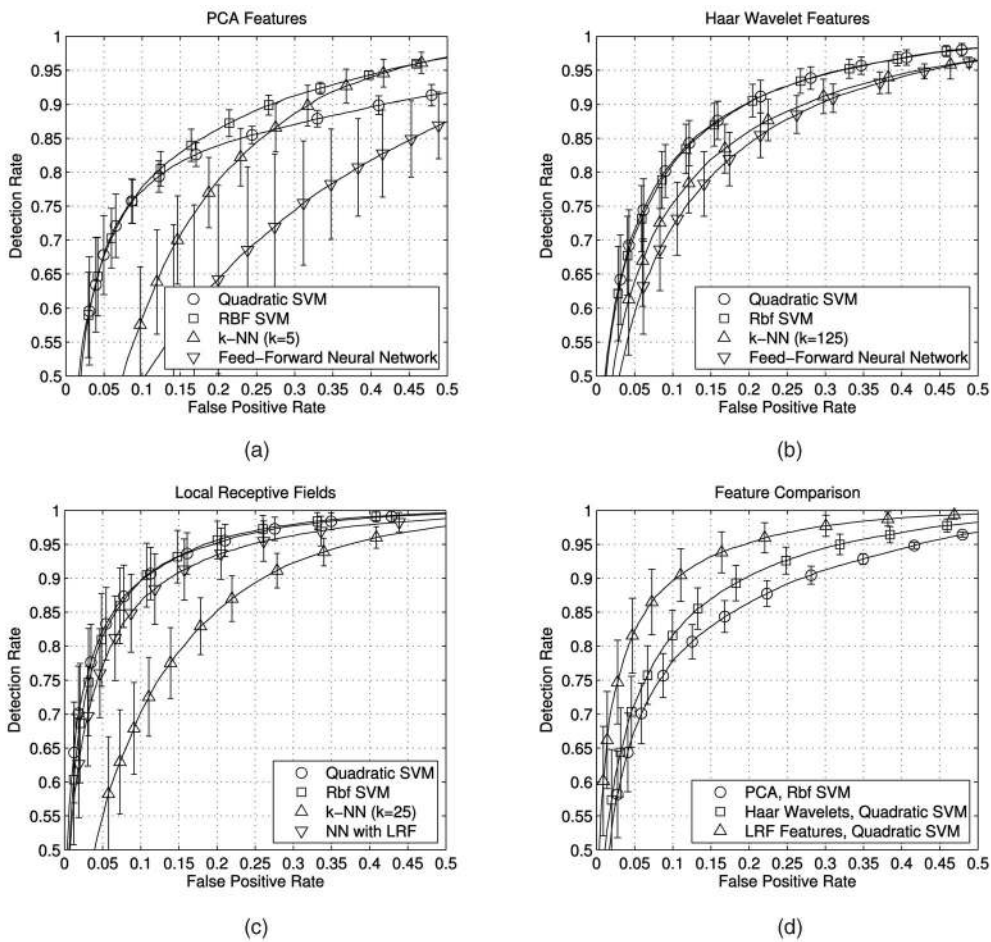 PCA Features
1
0.95
0.9
0.85
0.8
0.75
0.7
0.65
0.6
0.55
0.5
Detection Rate
Quadratic SVM
RBF SVM
k−NN (k=5)
Feed−Forward Neural Network
0 0.05 0.1 0.15 0.2 0.25 0.3 0.35 0.4 0.45 0.5
False Positive Rate
(a)
Haar Wavelet Features
1
0.95
0.9
0.85
0.8
0.75
0.7
0.65
0.6
0.55
0.5
Detection Rate
Quadratic SVM
Rbf SVM
k−NN (k=125)
Feed−Forward Neural Network
0 0.05 0.1 0.15 0.2 0.25 0.3 0.35 0.4 0.45 0.5
False Positive Rate
(b)
Local Receptive Fields
1
0.95
0.9
0.85
0.8
0.75
0.7
0.65
0.6
0.55
0.5
Detection Rate
Quadratic SVM
Rbf SVM
k−NN (k=25)
NN with LRF
0 0.05 0.1 0.15 0.2 0.25 0.3 0.35 0.4 0.45 0.5
False Positive Rate
(c)
Feature Comparison
1
0.95
0.9
0.85
0.8
0.75
0.7
0.65
0.6
0.55
0.5
Detection Rate
PCA, Rbf SVM
Haar Wavelets, Quadratic SVM
LRF Features, Quadratic SVM
0 0.05 0.1 0.15 0.2 0.25 0.3 0.35 0.4 0.45 0.5
False Positive Rate
(d)